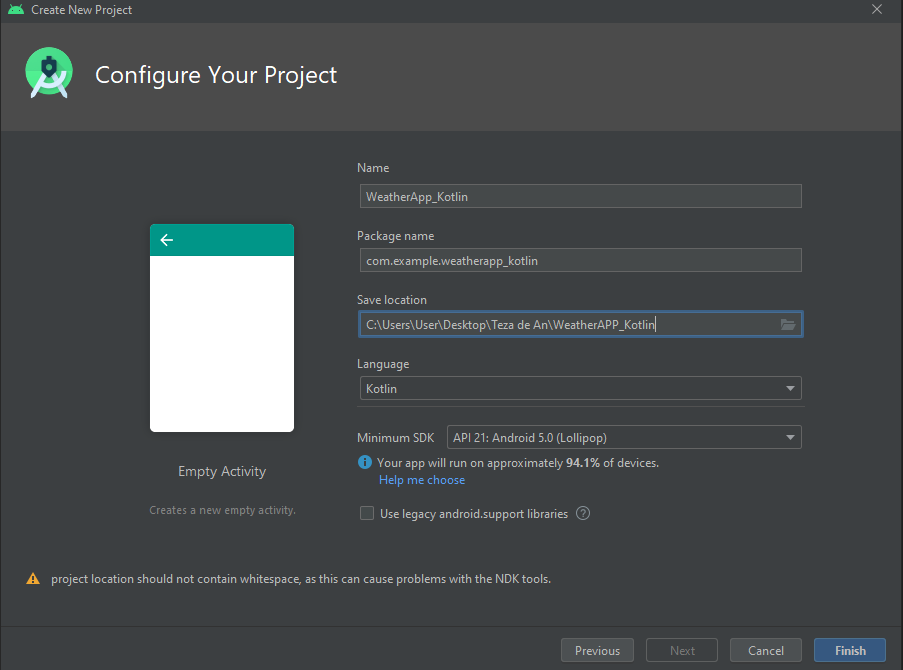 Create New Project
Configure Your Project
Name
WeatherApp_Kotlin
Package name
com.example.weatherapp_kotlin
Save location
C:\Users\User\Desktop\Teza de An\WeatherAPP_Kotlin
Language
Kotlin
Minimum SDK API 21: Android 5.0 (Lollipop)
Your app will run on approximately 94.1% of devices.
Help me choose
Use legacy android.support libraries ?
Empty Activity
Creates a new empty activity.
project location should not contain whitespace, as this can cause problems with the NDK tools.
Previous Next Cancel Finish